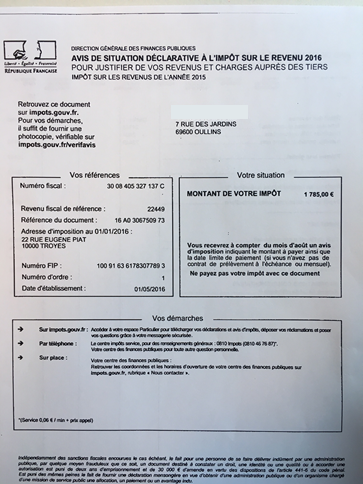 Liberté • Égalité • Fraternité
RÉPUBLIQUE FRANÇAISE
DIRECTION GÉNÉRALE DES FINANCES PUBLIQUES
AVIS DE SITUATION DÉCLARATIVE À L'IMPÔT SUR LE REVENU 2016
POUR JUSTIFIER DE VOS REVENUS ET CHARGES AUPRÈS DES TIERS
IMPÔT SUR LES REVENUS DE L'ANNÉE 2015
Retrouvez ce document
sur impots.gouv.fr.
Pour vos démarches,
il suffit de fournir une
photocopie, vérifiable sur
impots.gouv.fr/verifavis
7 RUE DES JARDINS
69600 OULLINS
Vos références
Numéro fiscal : 30 08 405 327 137 C
Revenu fiscal de référence : 22449
Référence du document : 16 A0 3067509 73
Adresse d'imposition au 01/01/2016 :
22 RUE EUGENE PIAT
10000 TROYES
Numéro FIP : 100 91 63 6178307789 3
Numéro d'ordre : 1
Date d'établissement : 01/05/2016
Votre situation
MONTANT DE VOTRE IMPÔT 1 785,00 €
Vous recevrez à compter du mois d'août un avis
d'imposition indiquant le montant à payer ainsi que
la date limite de paiement (si vous n'avez pas de
contrat de prélèvement à l'échéance ou mensuel).
Ne payez pas votre impôt avec ce document
Vos démarches
➔ Sur impots.gouv.fr : Accéder à votre espace Particulier pour télécharger vos déclarations et avis d'impôts, déposer vos réclamations et poser
vos questions grâce à votre messagerie sécurisée.
➔ Par téléphone : Le centre impôts service, pour des renseignements généraux : 0810 Impots (0810 46 76 87)*.
Votre centre des finances publiques pour toute autre question personnelle.
➔ Sur place : Votre centre des finances publiques :
Retrouver les coordonnées et les horaires d'ouverture de votre centre des finances publiques sur
impots.gouv.fr, rubrique « Nous contacter ».
*(Service 0,06 € / min + prix appel)
Indépendamment des sanctions fiscales encourues le cas échéant, le fait pour une personne de se faire délivrer indûment par une administration
publique, par quelque moyen frauduleux que ce soit, un document destiné à constater un droit, une identité ou une qualité ou à accorder une
autorisation est puni de deux ans d'emprisonnement et de 30 000 € d'amende en vertu des dispositions de l'article 441-6 du code pénal.
Est puni des mêmes peines le fait de fournir une déclaration mensongère en vue d'obtenir d'une administration publique ou d'un organisme chargé
d'une mission de service public une allocation, un paiement ou un avantage indu.